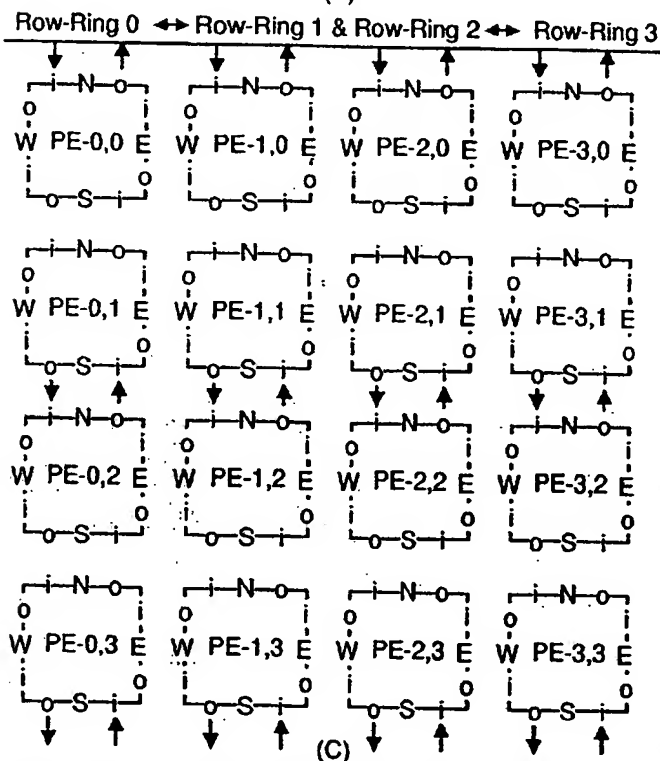 Row-Ring 0 ↔ Row-Ring 1 & Row-Ring 2 ↔ Row-Ring 3
i N o i N o i N o i N o
o i o i o i o i
W PE-0,0 E W PE-1,0 E W PE-2,0 E W PE-3,0 E
i o i o i o i o
o S i o S i o S i o S i
i N o i N o i N o i N o
o i o i o i o i
W PE-0,1 E W PE-1,1 E W PE-2,1 E W PE-3,1 E
i o i o i o i o
o S i o S i o S i o S i
i N o i N o i N o i N o
o i o i o i o i
W PE-0,2 E W PE-1,2 E W PE-2,2 E W PE-3,2 E
i o i o i o i o
o S i o S i o S i o S i
i N o i N o i N o i N o
o i o i o i o i
W PE-0,3 E W PE-1,3 E W PE-2,3 E W PE-3,3 E
i o i o i o i o
o S i o S i o S i o S i
(C)